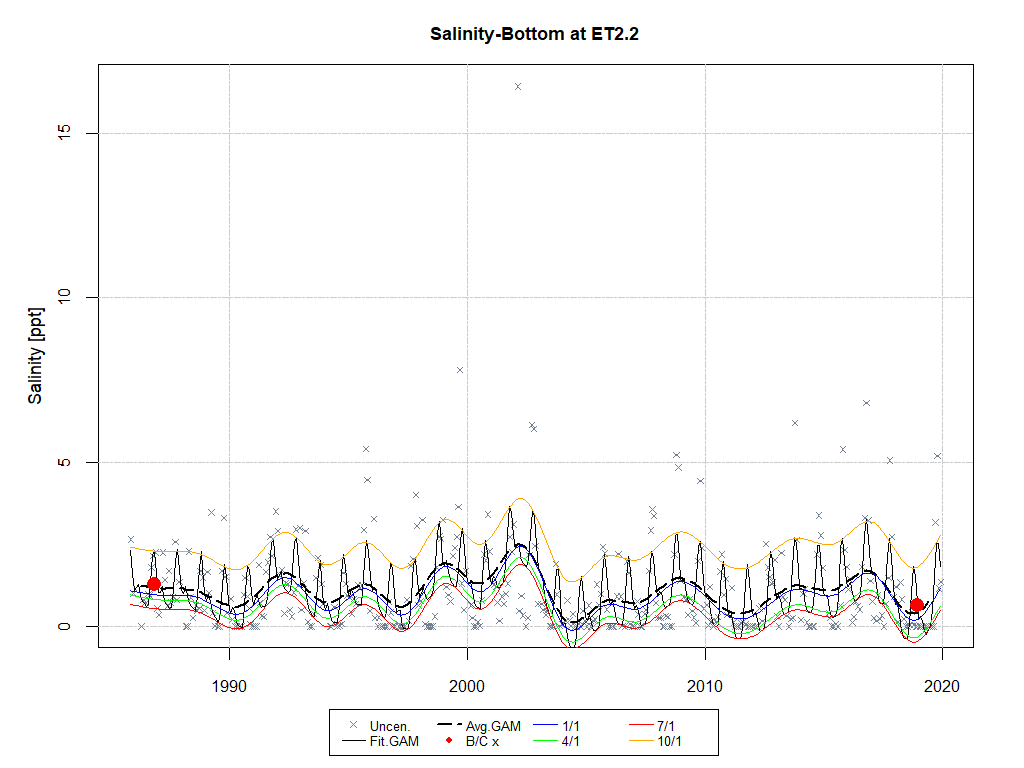 Salinity-Bottom at ET2.2
Salinity [ppt]
15
10
5
0
1990 2000 2010 2020
Uncen. Avg.GAM 1/1 7/1
Fit.GAM B/C x 4/1 10/1